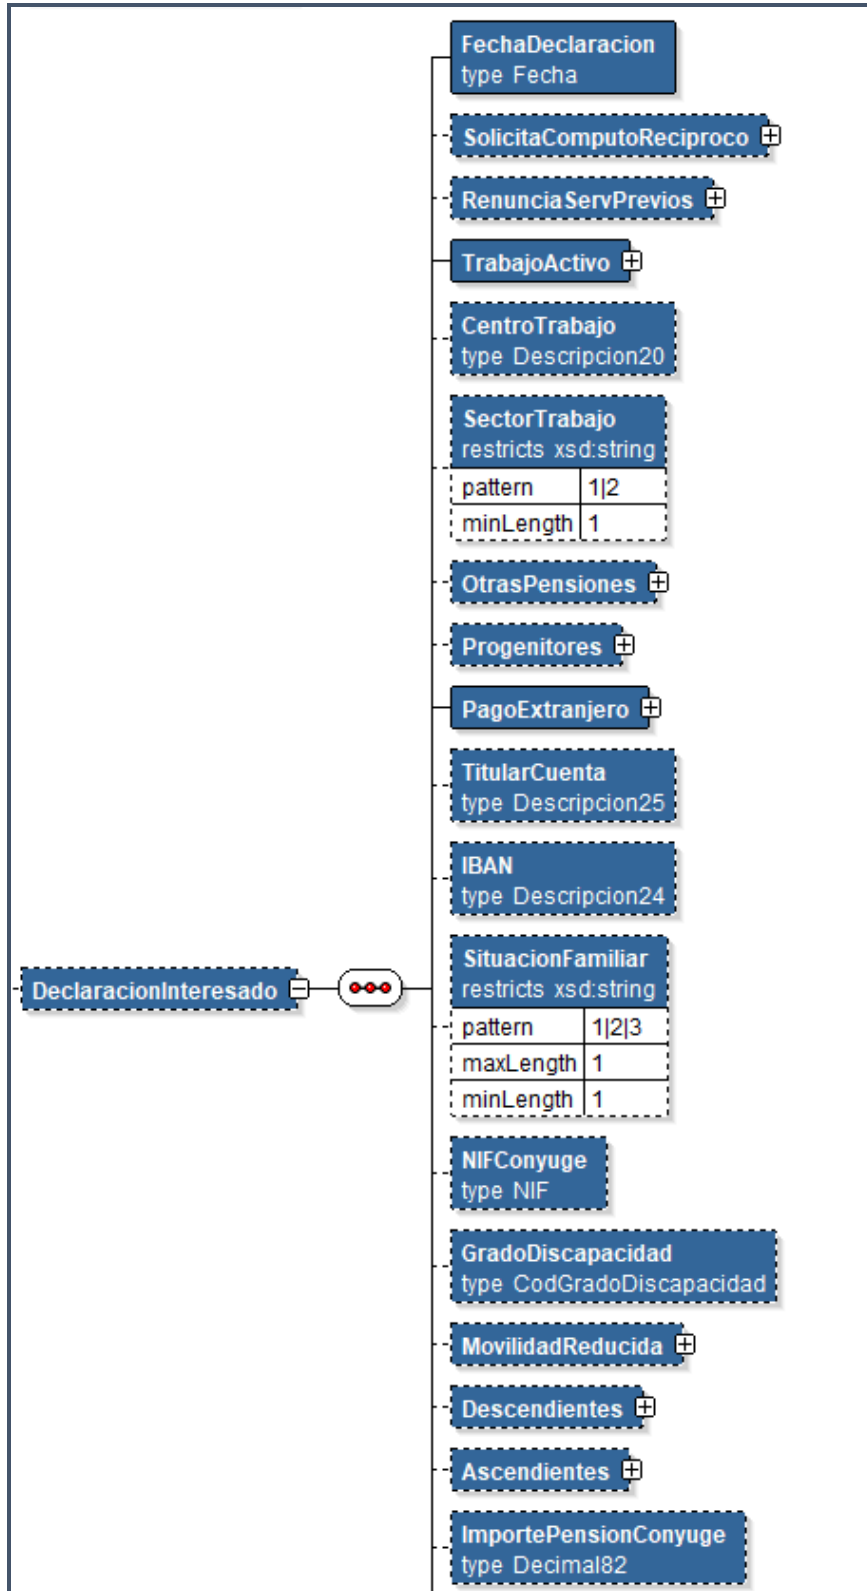 FechaDeclaracion
type Fecha
SolicitaComputoReciproco
RenunciaServPrevios
TrabajoActivo
CentroTrabajo
type Descripcion20
SectorTrabajo
restricts xsd:string
pattern 1|2
minLength 1
OtrasPensiones
Progenitores
PagoExtranjero
TitularCuenta
type Descripcion25
IBAN
type Descripcion24
DeclaracionInteresado
SituacionFamiliar
restricts xsd:string
pattern 1|2|3
maxLength 1
minLength 1
NIFConyuge
type NIF
GradoDiscapacidad
type CodGradoDiscapacidad
MovilidadReducida
Descendientes
Ascendientes
ImportePensionConyuge
type Decimal82